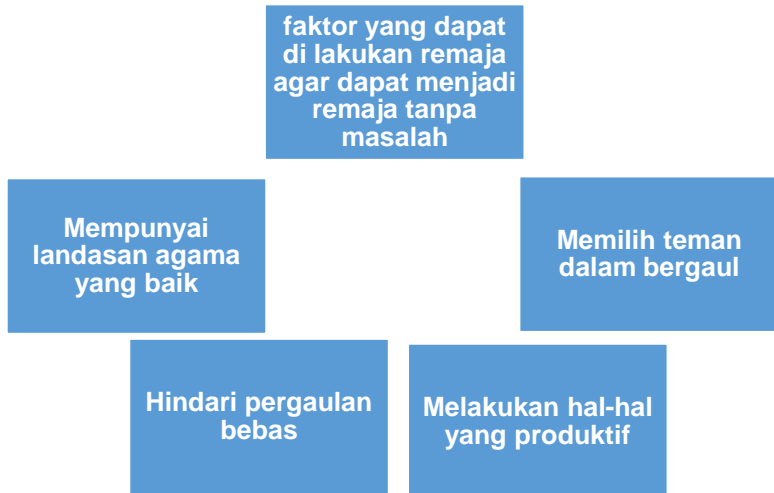 faktor yang dapat
di lakukan remaja
agar dapat menjadi
remaja tanpa
masalah
Mempunyai
landasan agama
yang baik
Memilih teman
dalam bergaul
Hindari pergaulan
bebas
Melakukan hal-hal
yang produktif